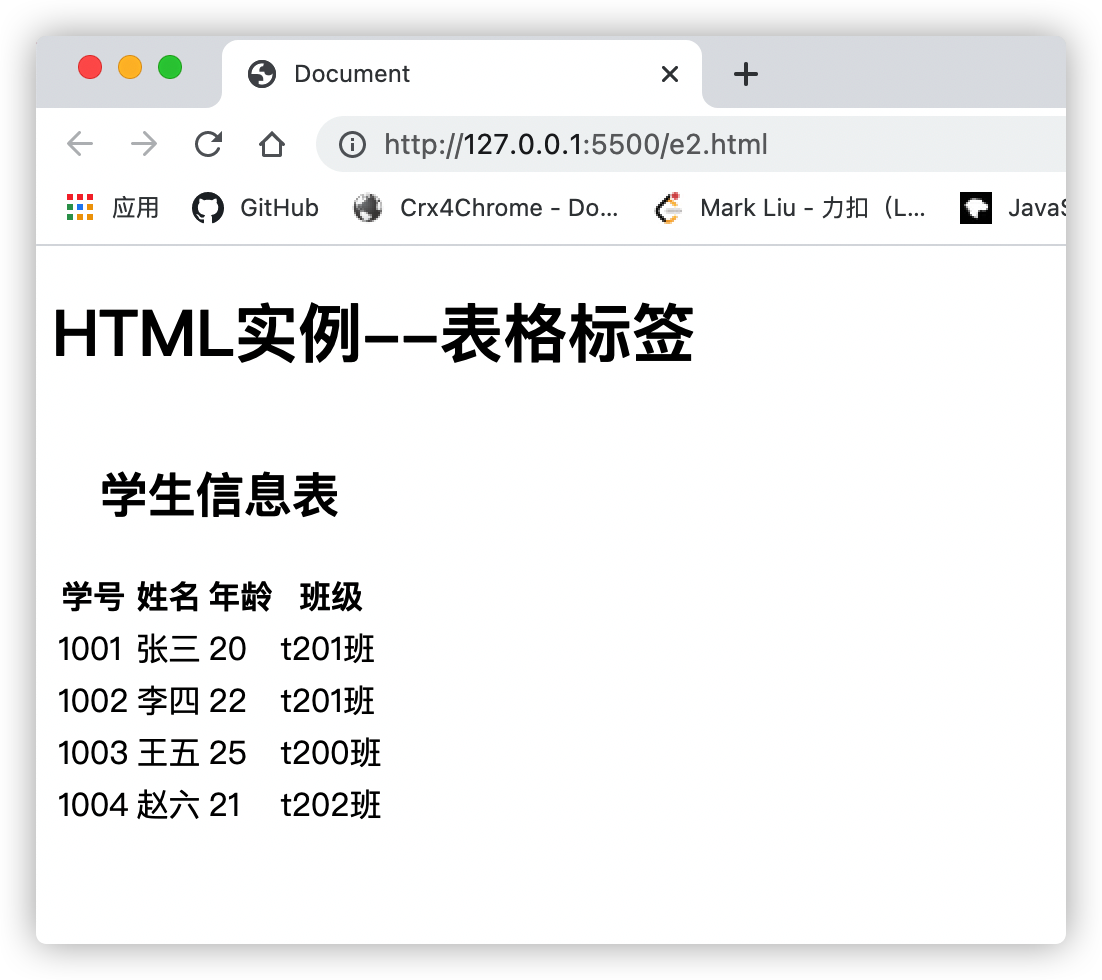 Document
http://127.0.0.1:5500/e2.html
应用 GitHub Crx4Chrome - Do... Mark Liu - 力扣（L... JavaS
HTML实例--表格标签
学生信息表
学号 姓名 年龄 班级
1001 张三 20 t201班
1002 李四 22 t201班
1003 王五 25 t200班
1004 赵六 21 t202班